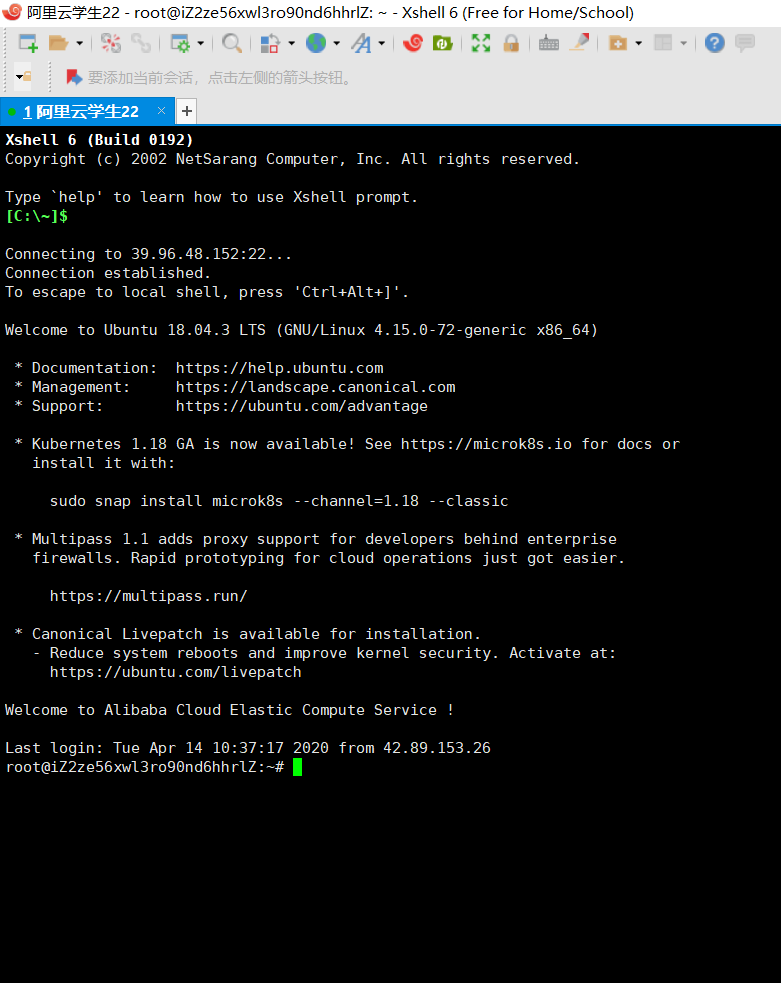 阿里云学生22 - root@iZ2ze56xwl3ro90nd6hhrlZ: ~ - Xshell 6 (Free for Home/School)
要添加当前会话，点击左侧的箭头按钮。
1 阿里云学生22 × +
Xshell 6 (Build 0192)
Copyright (c) 2002 NetSarang Computer, Inc. All rights reserved.
Type `help' to learn how to use Xshell prompt.
[C:\~]$
Connecting to 39.96.48.152:22...
Connection established.
To escape to local shell, press 'Ctrl+Alt+]'.
Welcome to Ubuntu 18.04.3 LTS (GNU/Linux 4.15.0-72-generic x86_64)
* Documentation:  https://help.ubuntu.com
* Management:     https://landscape.canonical.com
* Support:        https://ubuntu.com/advantage
* Kubernetes 1.18 GA is now available! See https://microk8s.io for docs or
install it with:
sudo snap install microk8s --channel=1.18 --classic
* Multipass 1.1 adds proxy support for developers behind enterprise
firewalls. Rapid prototyping for cloud operations just got easier.
https://multipass.run/
* Canonical Livepatch is available for installation.
- Reduce system reboots and improve kernel security. Activate at:
https://ubuntu.com/livepatch
Welcome to Alibaba Cloud Elastic Compute Service !
Last login: Tue Apr 14 10:37:17 2020 from 42.89.153.26
root@iZ2ze56xwl3ro90nd6hhrlZ:~#